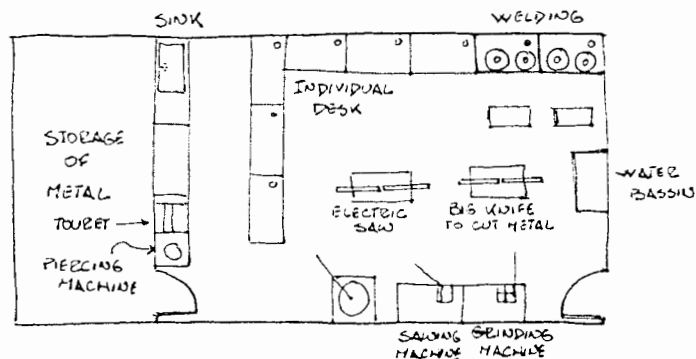 SINK
WELDING
INDIVIDUAL
DESK
STORAGE
OF
METAL
TOURET
PIERCING
MACHINE
ELECTRIC
SAW
BIG KNIFE
TO CUT METAL
WATER
BASSIN
SAWING
MACHINE
GRINDING
MACHINE